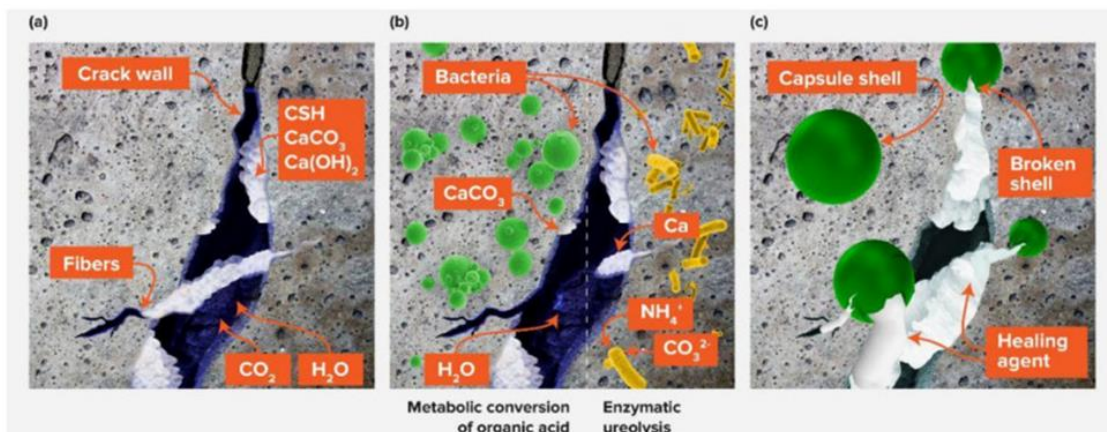 (a)
Crack wall
CSH
CaCO₃
Ca(OH)₂
Fibers
CO₂
H₂O
(b)
Bacteria
CaCO₃
Ca
NH₄⁺
CO₃²⁻
H₂O
Metabolic conversion
of organic acid
Enzymatic
ureolysis
(c)
Capsule shell
Broken
shell
Healing
agent